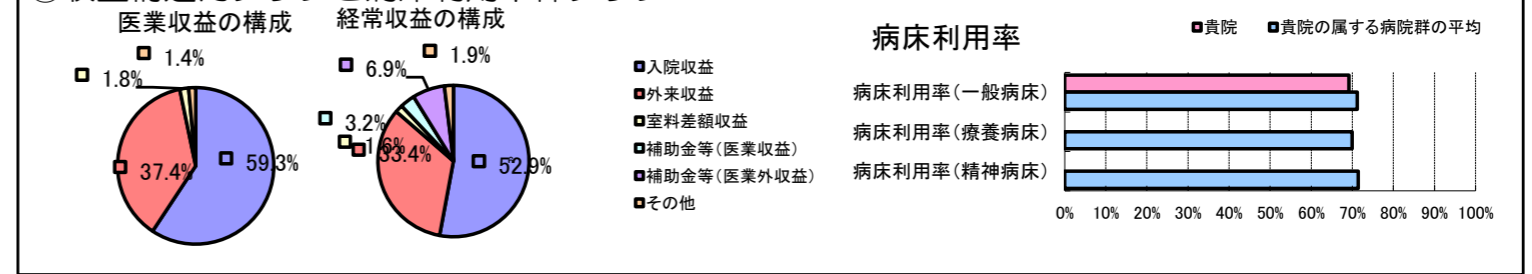 医業収益の構成
経常収益の構成
1.4%
1.8%
37.4%
59.3%
1.9%
6.9%
3.2%
1.6%
33.4%
52.9%
入院収益
外来収益
室料差額収益
補助金等(医業収益)
補助金等(医業外収益)
その他
病床利用率
貴院 貴院の属する病院群の平均
病床利用率(一般病床)
病床利用率(療養病床)
病床利用率(精神病床)
0% 10% 20% 30% 40% 50% 60% 70% 80% 90% 100%